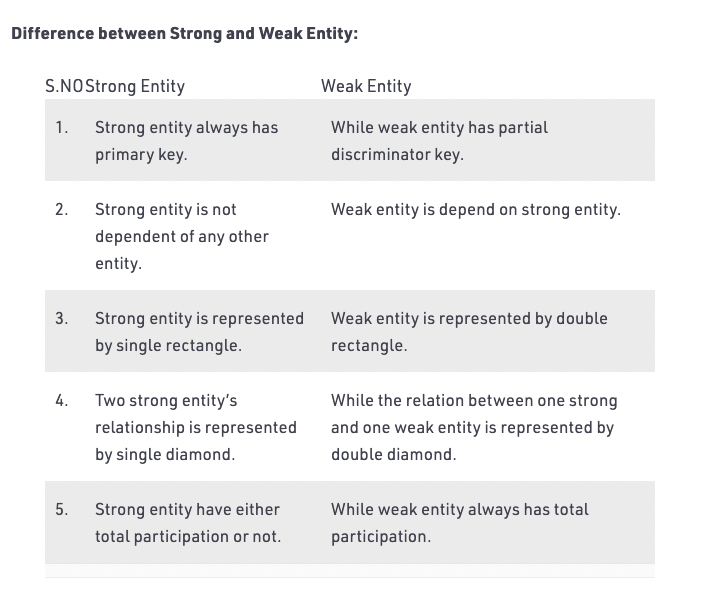 Difference between Strong and Weak Entity:
S.NO Strong Entity Weak Entity
1. Strong entity always has While weak entity has partial
primary key. discriminator key.
2. Strong entity is not Weak entity is depend on strong entity.
dependent of any other
entity.
3. Strong entity is represented Weak entity is represented by double
by single rectangle. rectangle.
4. Two strong entity's While the relation between one strong
relationship is represented and one weak entity is represented by
by single diamond. double diamond.
5. Strong entity have either While weak entity always has total
total participation or not. participation.